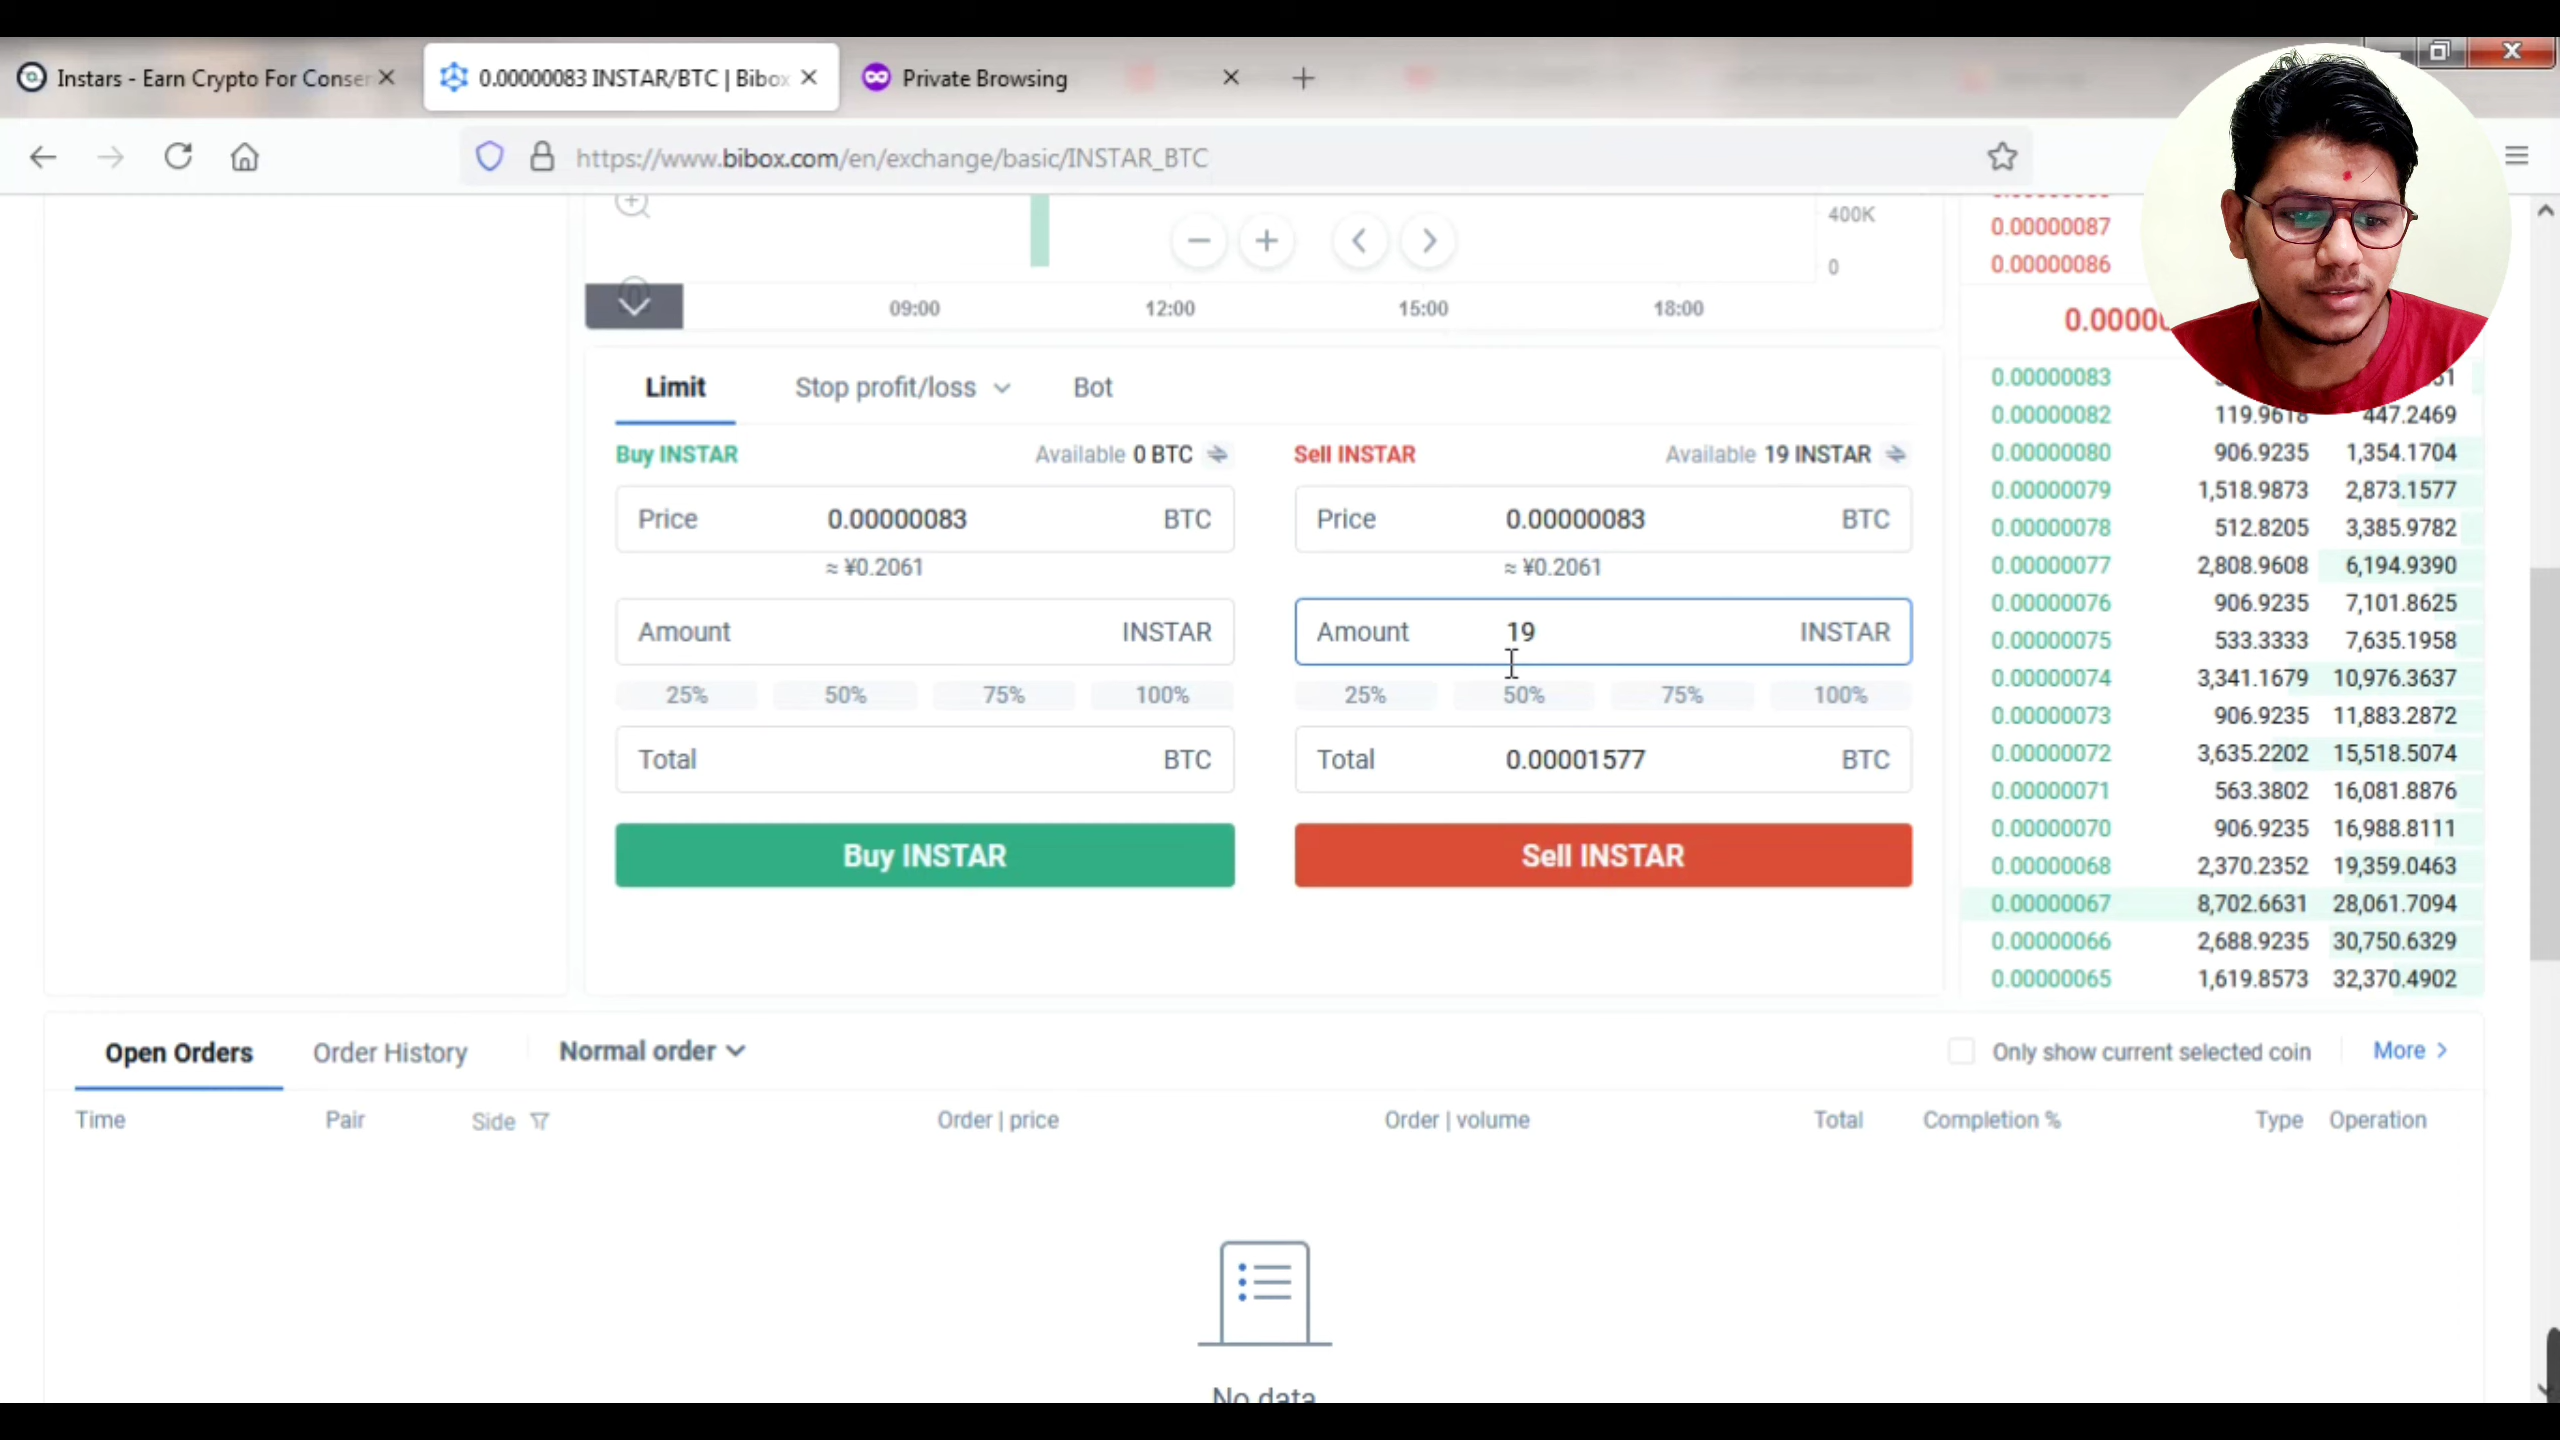 Instars - Earn Crypto For Conser
0.00000083 INSTAR/BTC | Bibox
Private Browsing
https://www.bibox.com/en/exchange/basic/INSTAR_BTC
400K
0
09:00 12:00 15:00 18:00
0.00000087
0.00000086
Limit Stop profit/loss Bot
Buy INSTAR Available 0 BTC
Price 0.00000083 BTC
≈ ¥0.2061
Amount INSTAR
25% 50% 75% 100%
Total BTC
Buy INSTAR
Sell INSTAR Available 19 INSTAR
Price 0.00000083 BTC
≈ ¥0.2061
Amount 19 INSTAR
25% 50% 75% 100%
Total 0.00001577 BTC
Sell INSTAR
0.00000083
0.00000082 119.9618 447.2469
0.00000080 906.9235 1,354.1704
0.00000079 1,518.9873 2,873.1577
0.00000078 512.8205 3,385.9782
0.00000077 2,808.9608 6,194.9390
0.00000076 906.9235 7,101.8625
0.00000075 533.3333 7,635.1958
0.00000074 3,341.1679 10,976.3637
0.00000073 906.9235 11,883.2872
0.00000072 3,635.2202 15,518.5074
0.00000071 563.3802 16,081.8876
0.00000070 906.9235 16,988.8111
0.00000068 2,370.2352 19,359.0463
0.00000067 8,702.6631 28,061.7094
0.00000066 2,688.9235 30,750.6329
0.00000065 1,619.8573 32,370.4902
Open Orders Order History Normal order Only show current selected coin More
Time Pair Side Order | price Order | volume Total Completion % Type Operation
No data